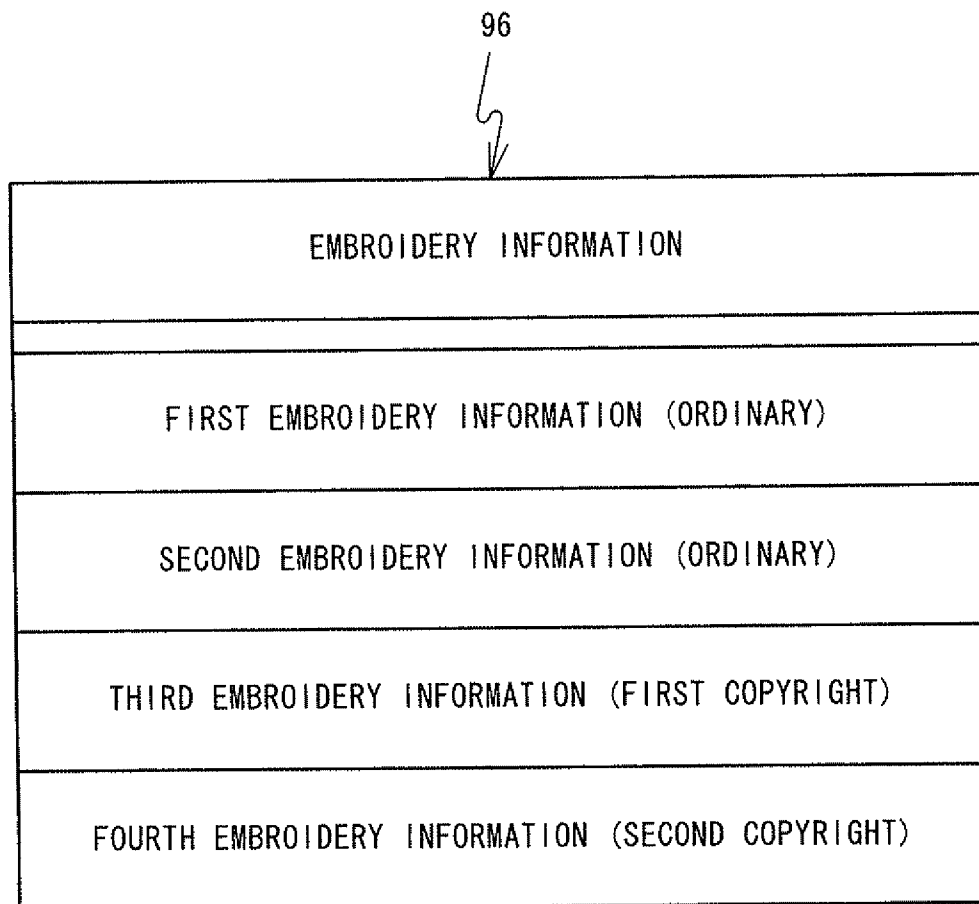 96
EMBROIDERY INFORMATION
FIRST EMBROIDERY INFORMATION (ORDINARY)
SECOND EMBROIDERY INFORMATION (ORDINARY)
THIRD EMBROIDERY INFORMATION (FIRST COPYRIGHT)
FOURTH EMBROIDERY INFORMATION (SECOND COPYRIGHT)